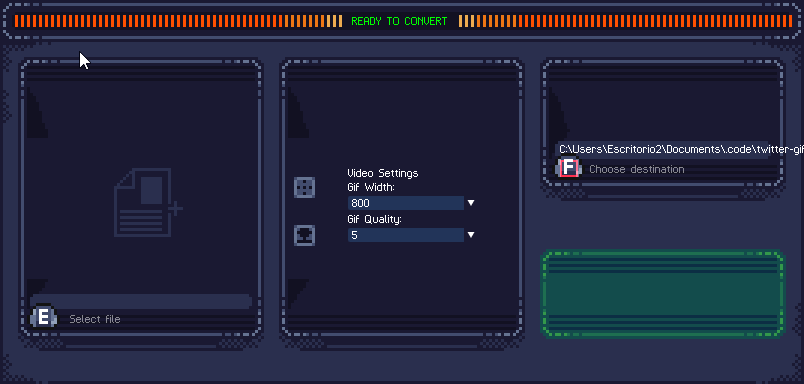 READY TO CONVERT
E Select file
Video Settings
Gif Width:
800
Gif Quality:
5
C:\Users\Escritorio2\Documents\.code\twitter-gif
F Choose destination